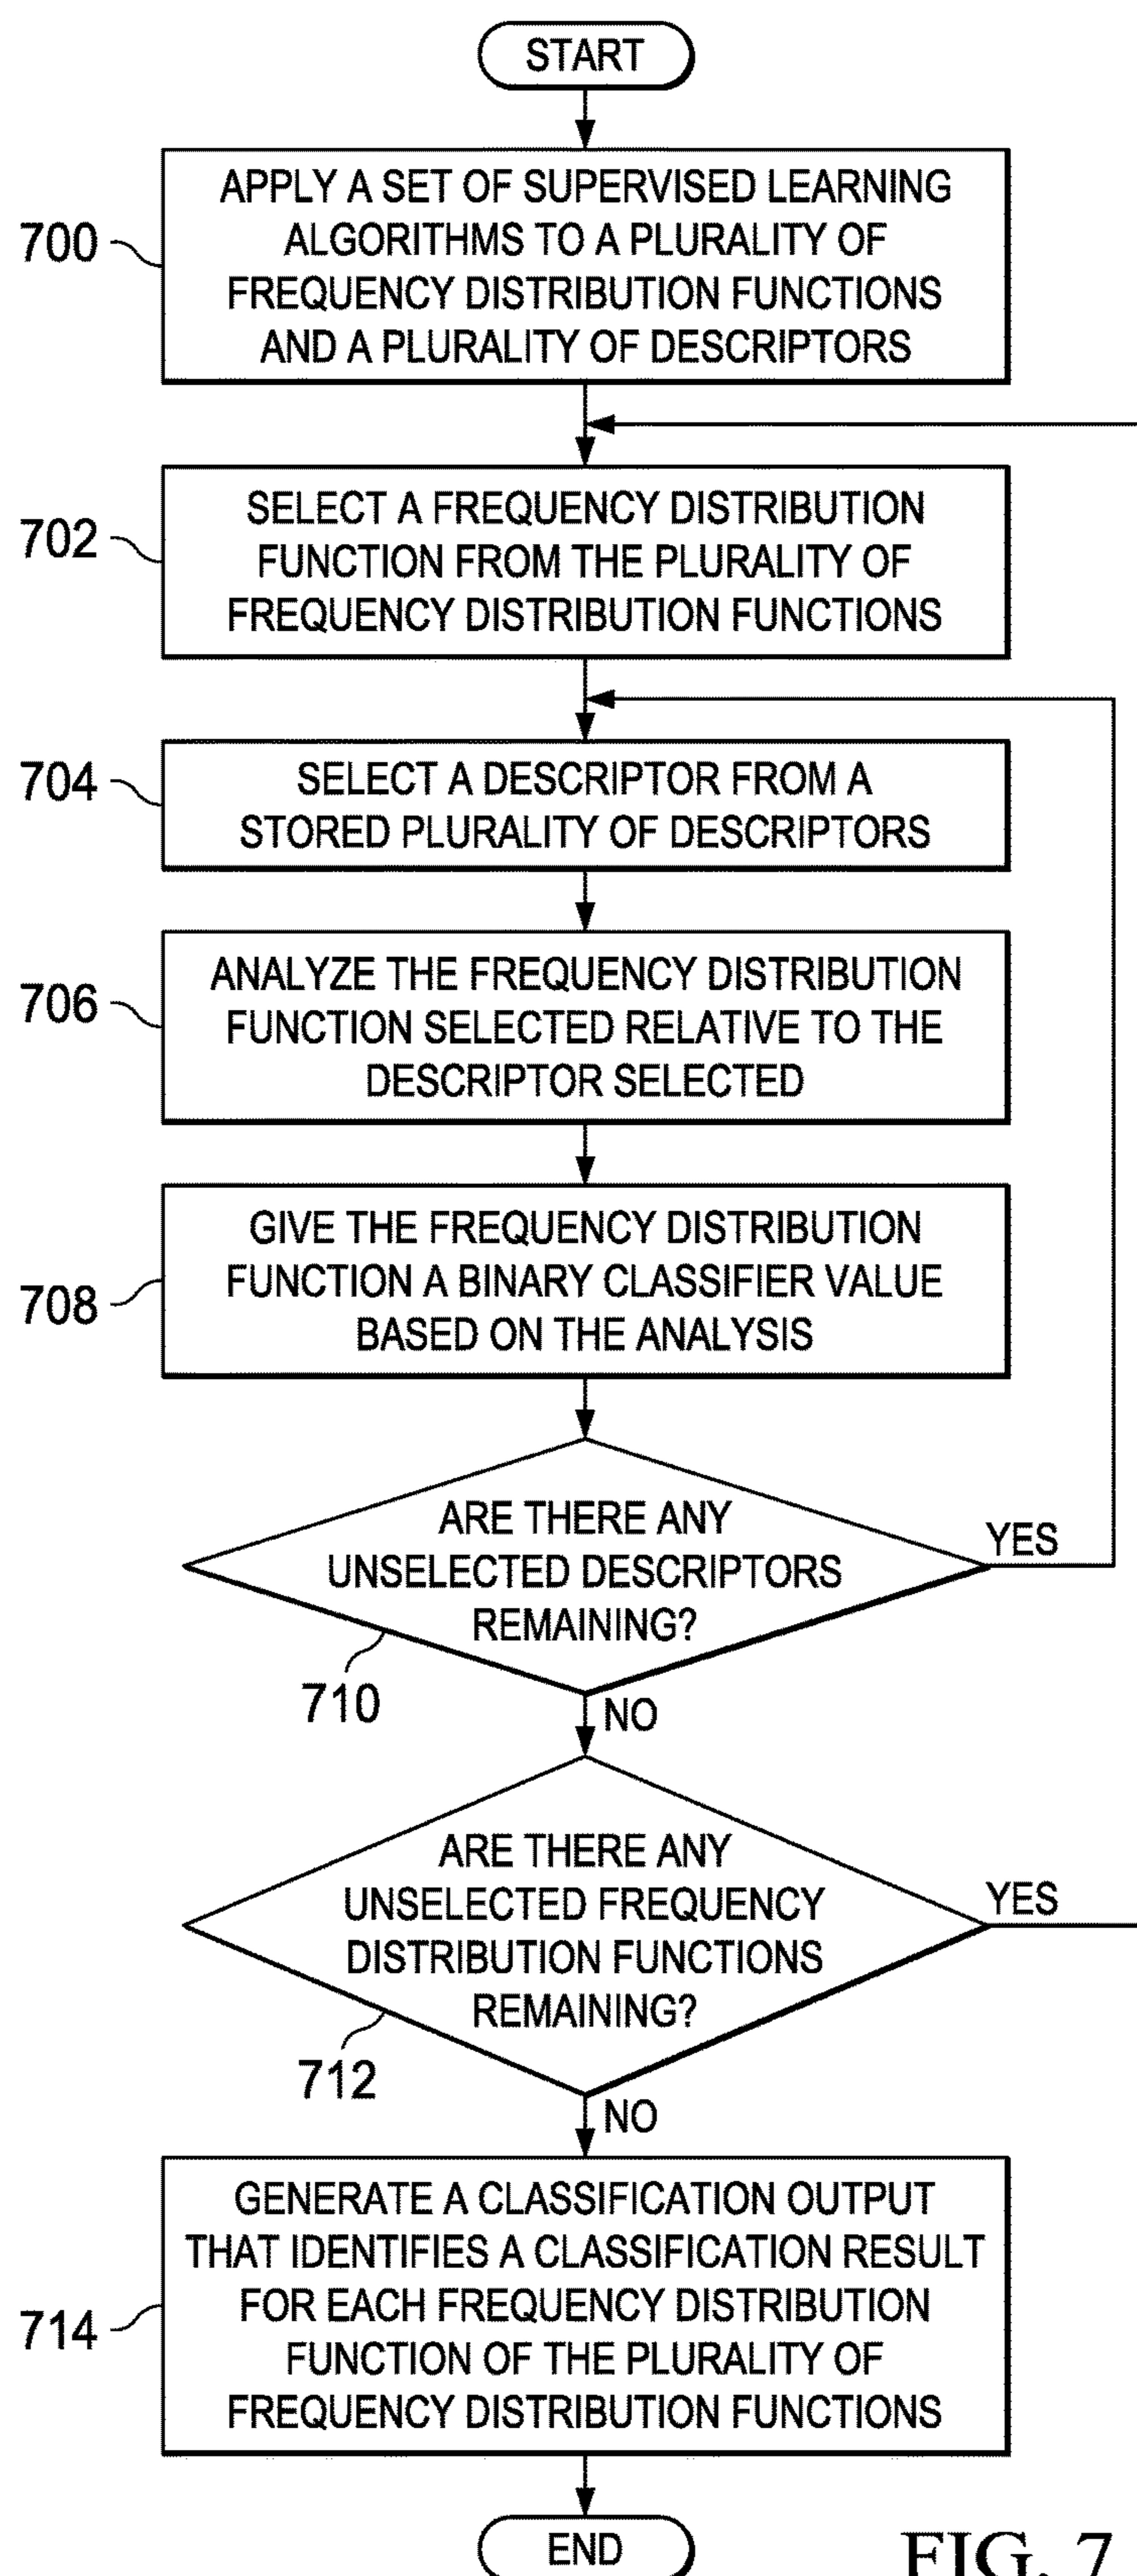 START
700
APPLY A SET OF SUPERVISED LEARNING
ALGORITHMS TO A PLURALITY OF
FREQUENCY DISTRIBUTION FUNCTIONS
AND A PLURALITY OF DESCRIPTORS
702
SELECT A FREQUENCY DISTRIBUTION
FUNCTION FROM THE PLURALITY OF
FREQUENCY DISTRIBUTION FUNCTIONS
704
SELECT A DESCRIPTOR FROM A
STORED PLURALITY OF DESCRIPTORS
706
ANALYZE THE FREQUENCY DISTRIBUTION
FUNCTION SELECTED RELATIVE TO THE
DESCRIPTOR SELECTED
708
GIVE THE FREQUENCY DISTRIBUTION
FUNCTION A BINARY CLASSIFIER VALUE
BASED ON THE ANALYSIS
ARE THERE ANY
UNSELECTED DESCRIPTORS
REMAINING?
YES
710
NO
ARE THERE ANY
UNSELECTED FREQUENCY
DISTRIBUTION FUNCTIONS
REMAINING?
YES
712
NO
714
GENERATE A CLASSIFICATION OUTPUT
THAT IDENTIFIES A CLASSIFICATION RESULT
FOR EACH FREQUENCY DISTRIBUTION
FUNCTION OF THE PLURALITY OF
FREQUENCY DISTRIBUTION FUNCTIONS
END
FIG. 7